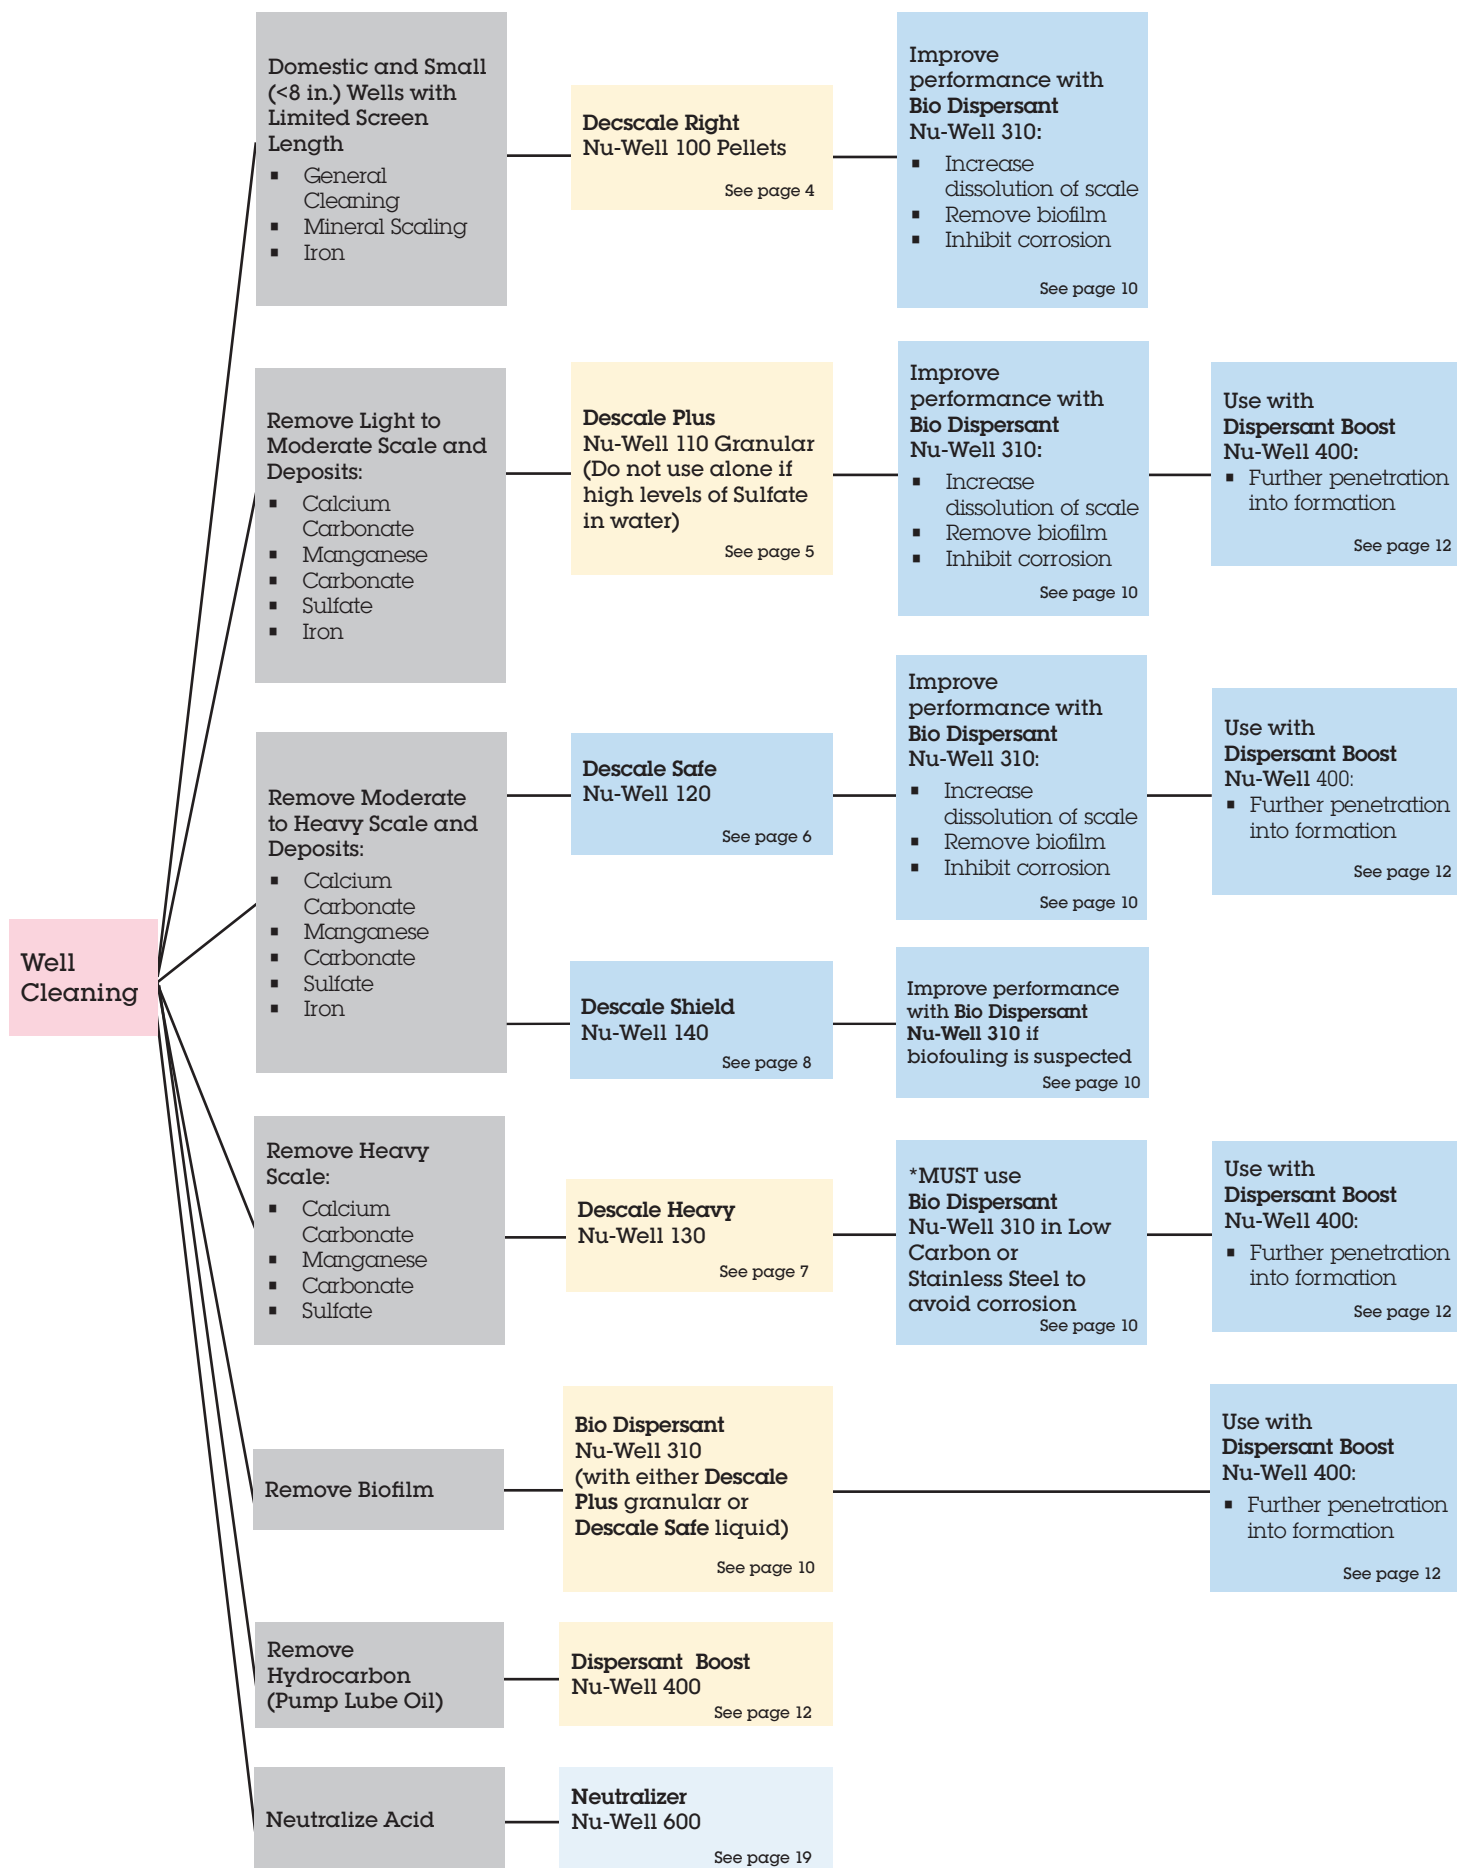 Well
Cleaning
Domestic and Small
(<8 in.) Wells with
Limited Screen
Length
▪ General
Cleaning
▪ Mineral Scaling
▪ Iron
Decscale Right
Nu-Well 100 Pellets
See page 4
Improve
performance with
Bio Dispersant
Nu-Well 310:
▪ Increase
dissolution of scale
▪ Remove biofilm
▪ Inhibit corrosion
See page 10
Remove Light to
Moderate Scale and
Deposits:
▪ Calcium
Carbonate
▪ Manganese
▪ Carbonate
▪ Sulfate
▪ Iron
Descale Plus
Nu-Well 110 Granular
(Do not use alone if
high levels of Sulfate
in water)
See page 5
Improve
performance with
Bio Dispersant
Nu-Well 310:
▪ Increase
dissolution of scale
▪ Remove biofilm
▪ Inhibit corrosion
See page 10
Use with
Dispersant Boost
Nu-Well 400:
▪ Further penetration
into formation
See page 12
Remove Moderate
to Heavy Scale and
Deposits:
▪ Calcium
Carbonate
▪ Manganese
▪ Carbonate
▪ Sulfate
▪ Iron
Descale Safe
Nu-Well 120
See page 6
Improve
performance with
Bio Dispersant
Nu-Well 310:
▪ Increase
dissolution of scale
▪ Remove biofilm
▪ Inhibit corrosion
See page 10
Use with
Dispersant Boost
Nu-Well 400:
▪ Further penetration
into formation
See page 12
Descale Shield
Nu-Well 140
See page 8
Improve performance
with Bio Dispersant
Nu-Well 310 if
biofouling is suspected
See page 10
Remove Heavy
Scale:
▪ Calcium
Carbonate
▪ Manganese
▪ Carbonate
▪ Sulfate
Descale Heavy
Nu-Well 130
See page 7
*MUST use
Bio Dispersant
Nu-Well 310 in Low
Carbon or
Stainless Steel to
avoid corrosion
See page 10
Use with
Dispersant Boost
Nu-Well 400:
▪ Further penetration
into formation
See page 12
Remove Biofilm
Bio Dispersant
Nu-Well 310
(with either Descale
Plus granular or
Descale Safe liquid)
See page 10
Use with
Dispersant Boost
Nu-Well 400:
▪ Further penetration
into formation
See page 12
Remove
Hydrocarbon
(Pump Lube Oil)
Dispersant Boost
Nu-Well 400
See page 12
Neutralize Acid
Neutralizer
Nu-Well 600
See page 19